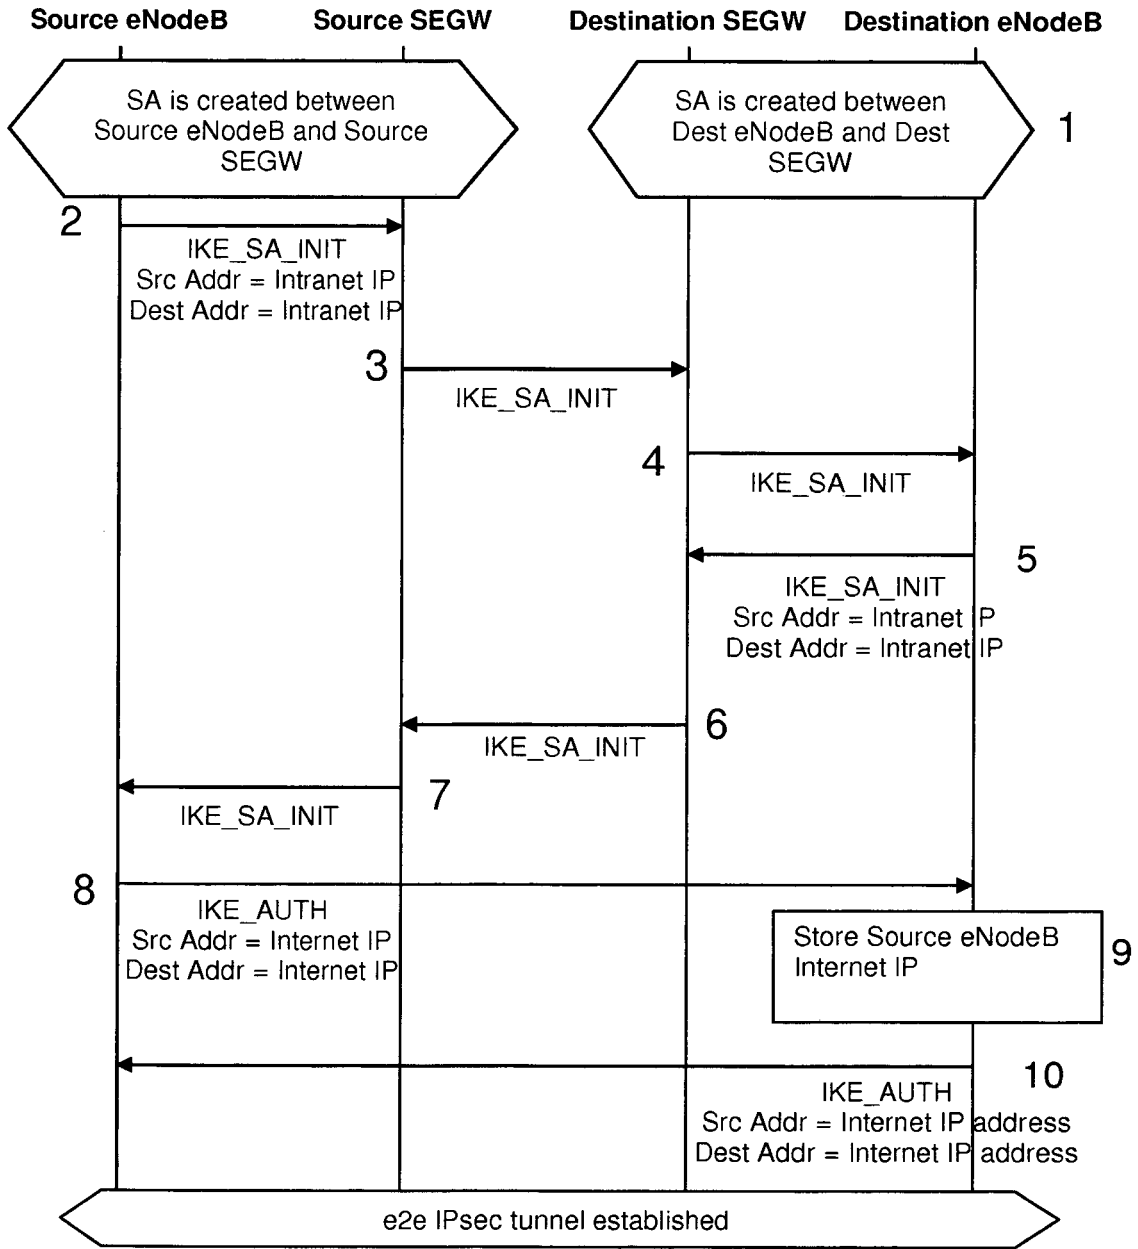 Source eNodeB Source SEGW Destination SEGW Destination eNodeB
SA is created between
Source eNodeB and Source
SEGW
SA is created between
Dest eNodeB and Dest
SEGW
1
2
IKE_SA_INIT
Src Addr = Intranet IP
Dest Addr = Intranet IP
3
IKE_SA_INIT
4
IKE_SA_INIT
5
IKE_SA_INIT
Src Addr = Intranet IP
Dest Addr = Intranet IP
6
IKE_SA_INIT
7
IKE_SA_INIT
8
IKE_AUTH
Src Addr = Internet IP
Dest Addr = Internet IP
Store Source eNodeB
Internet IP
9
10
IKE_AUTH
Src Addr = Internet IP address
Dest Addr = Internet IP address
e2e IPsec tunnel established